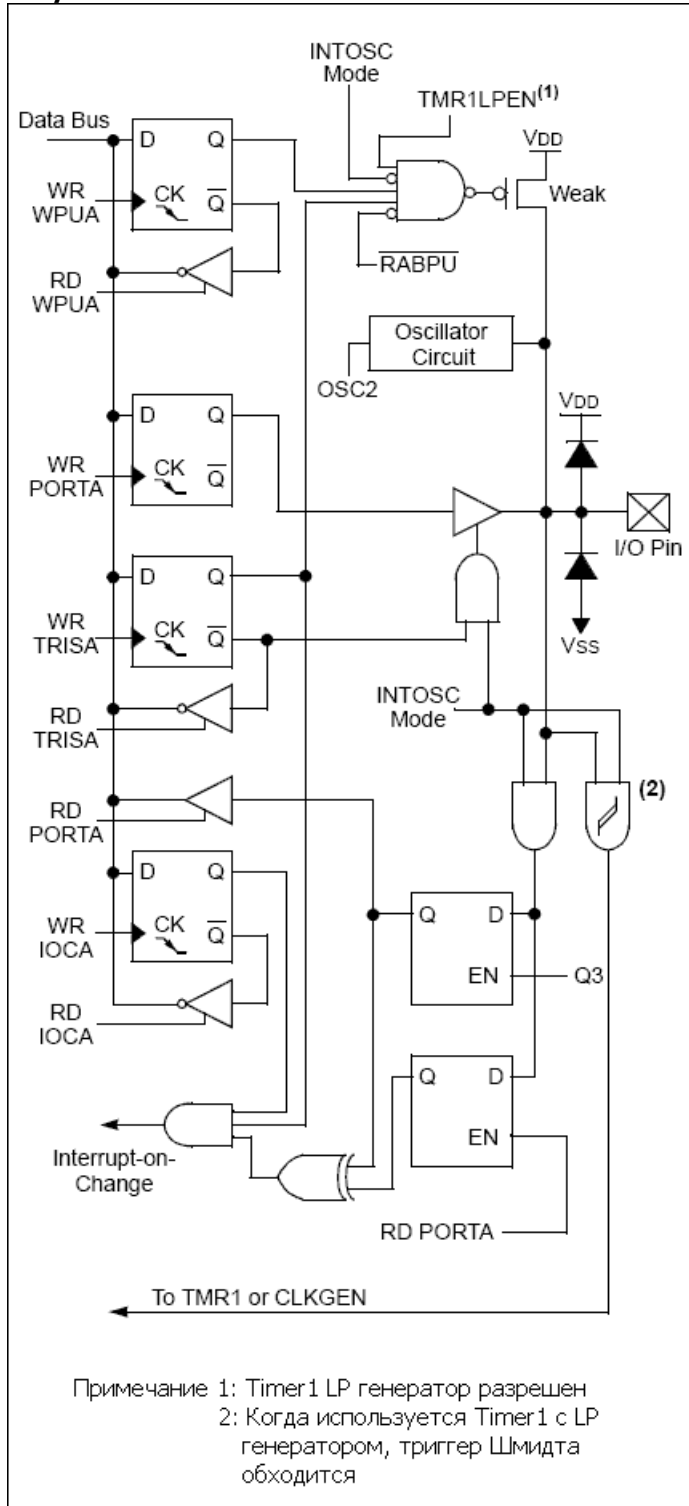 INTOSC
Mode
TMR1LPEN(1)
Data Bus
D Q
VDD
WR
WPUA
CK Q̅
Weak
RD
WPUA
R̅A̅B̅P̅U̅
Oscillator
Circuit
OSC2
D Q
VDD
WR
PORTA
CK Q̅
I/O Pin
D Q
WR
TRISA
CK Q̅
VSS
INTOSC
Mode
RD
TRISA
(2)
RD
PORTA
D Q
Q D
WR
IOCA
CK Q̅
EN
Q3
RD
IOCA
Q D
EN
Interrupt-on-
Change
RD PORTA
To TMR1 or CLKGEN
Примечание 1: Timer1 LP генератор разрешен
2: Когда используется Timer1 с LP
генератором, триггер Шмидта
обходится